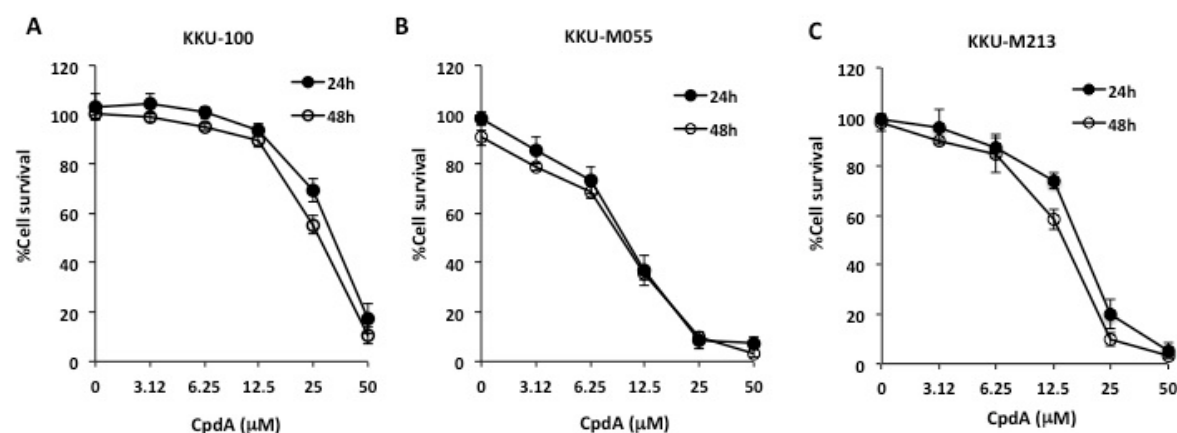 A
KKU-100
120
100
80
60
40
20
0
%Cell survival
24h
48h
0 3.12 6.25 12.5 25 50
CpdA (μM)
B
KKU-M055
120
100
80
60
40
20
0
%Cell survival
24h
48h
0 3.12 6.25 12.5 25 50
CpdA (μM)
C
KKU-M213
120
100
80
60
40
20
0
%Cell survival
24h
48h
0 3.12 6.25 12.5 25 50
CpdA (μM)